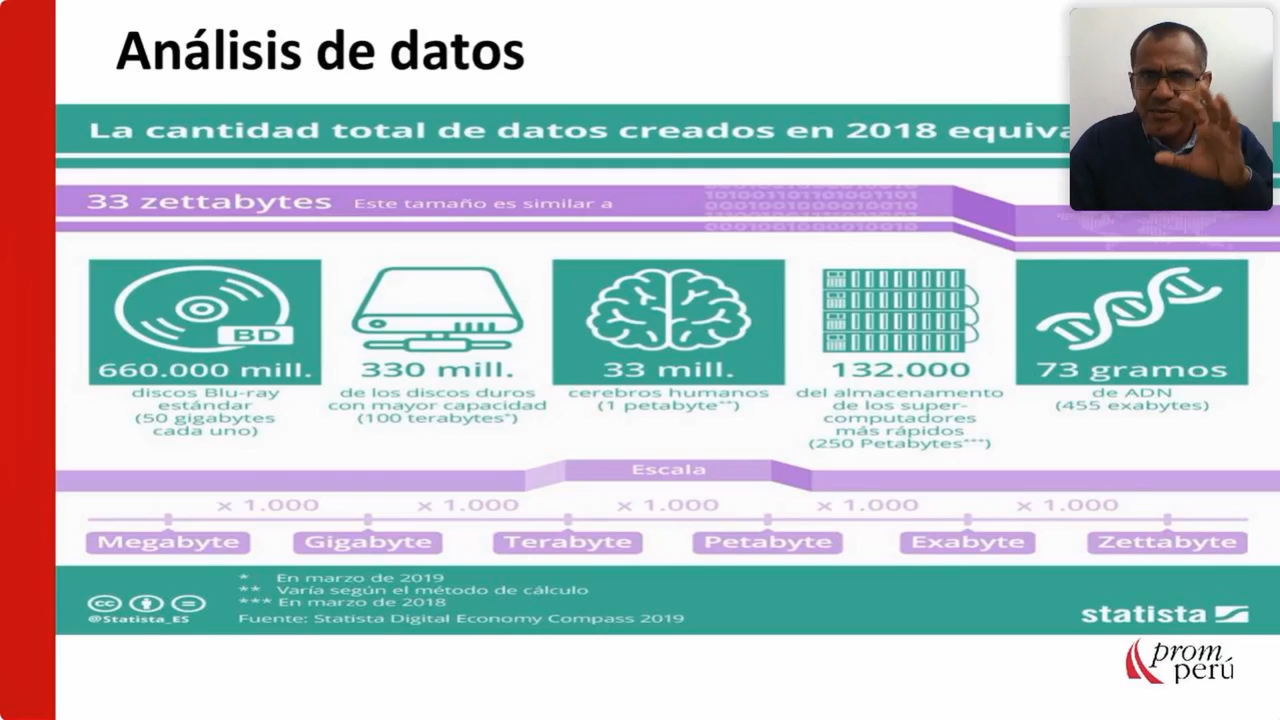 Análisis de datos
La cantidad total de datos creados en 2018
33 zettabytes Este tamaño es similar a
BD
660.000 mill.
discos Blu-ray
estándar
(50 gigabytes
cada uno)
330 mill.
de los discos duros
con mayor capacidad
(100 terabytes*)
33 mill.
cerebros humanos
(1 petabyte**)
132.000
del almacenamento
de los super-
computadores
más rápidos
(250 Petabytes***)
73 gramos
de ADN
(455 exabytes)
Escala
x 1.000 x 1.000 x 1.000 x 1.000 x 1.000
Megabyte Gigabyte Terabyte Petabyte Exabyte Zettabyte
* En marzo de 2019
** Varía según el método de cálculo
*** En marzo de 2018
cc
@Statista_ES
Fuente: Statista Digital Economy Compass 2019
statista
prom
perú